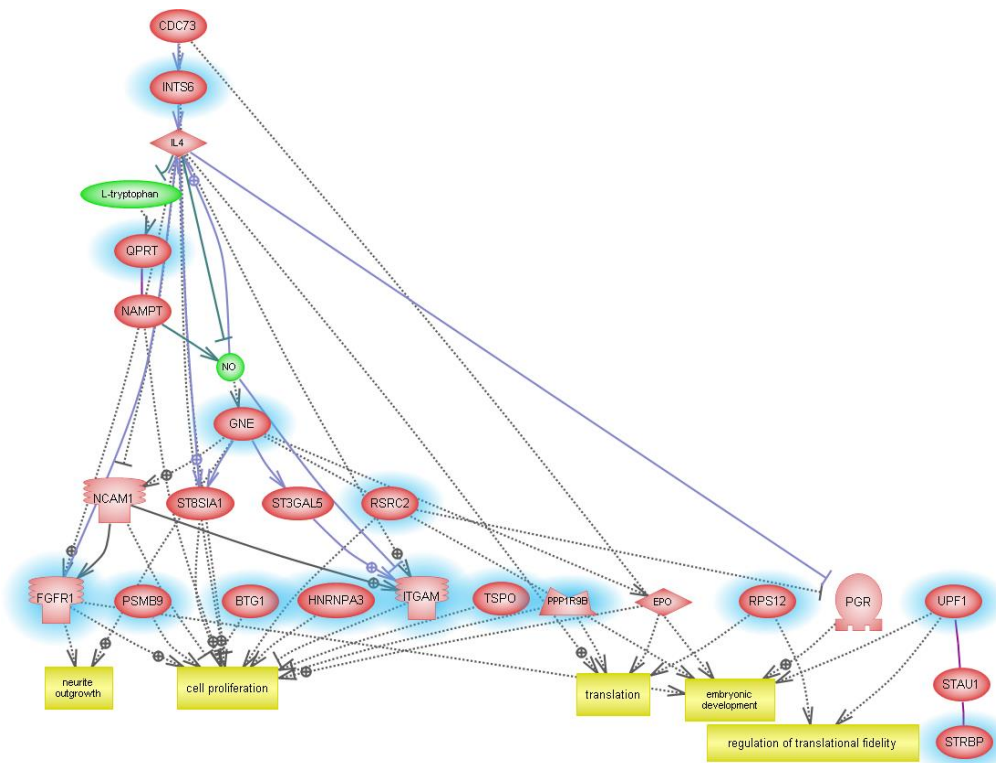 CDC73
INTS6
IL4
L-tryptophan
QPRT
NAMPT
NO
GNE
NCAM1
ST8SIA1
ST3GAL5
RSRC2
FGFR1
PSMB9
BTG1
HNRNPA3
ITGAM
TSPO
PPP1R9B
EPO
RPS12
PGR
UPF1
neurite
outgrowth
cell proliferation
translation
embryonic
development
STAU1
regulation of translational fidelity
STRBP